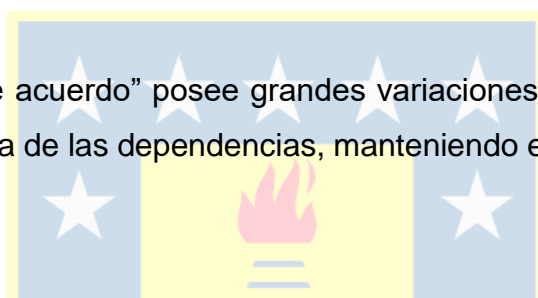 acuerdo” posee grandes variaciones
de las dependencias, manteniendo